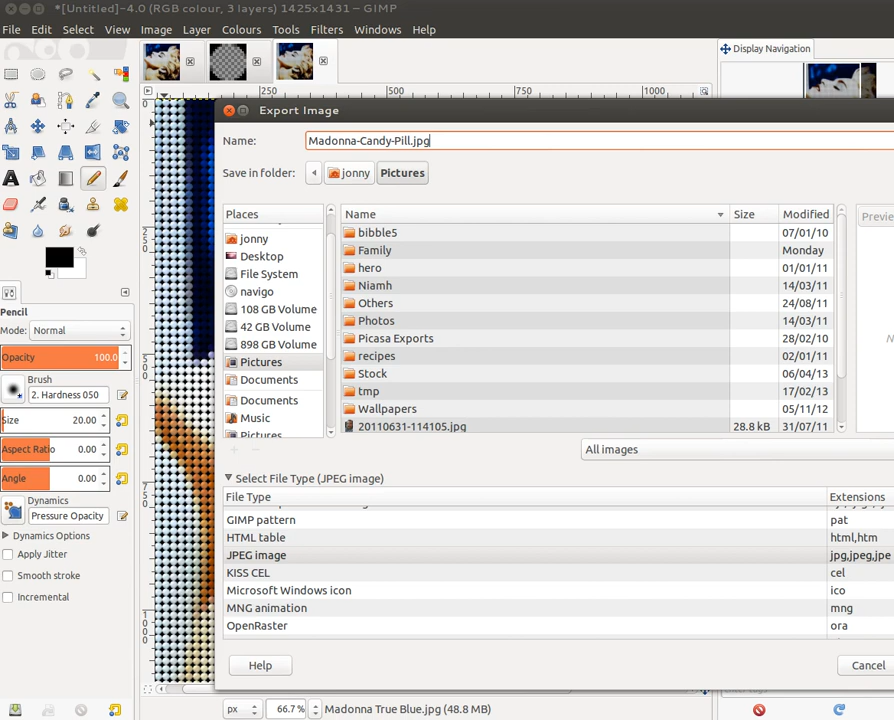 *[Untitled]-4.0 (RGB colour, 3 layers) 1425x1431 – GIMP
File Edit Select View Image Layer Colours Tools Filters Windows Help
Display Navigation
250 500 750 1000
Export Image
Name: Madonna-Candy-Pill.jpg
Save in folder: jonny Pictures
Places Name Size Modified Previe
jonny
Desktop
File System
navigo
108 GB Volume
42 GB Volume
898 GB Volume
Pictures
Documents
Documents
Music
Pictures
bibble5 07/01/10
Family Monday
hero 01/01/11
Niamh 14/03/11
Others 24/08/11
Photos 14/03/11
Picasa Exports 28/02/10
recipes 02/01/11
Stock 06/04/13
tmp 17/02/13
Wallpapers 05/11/12
20110631-114105.jpg 28.8 kB 31/07/11
N
All images
Select File Type (JPEG image)
File Type Extensions
GIMP pattern pat
HTML table html,htm
JPEG image jpg,jpeg,jpe
KISS CEL cel
Microsoft Windows icon ico
MNG animation mng
OpenRaster ora
Help Cancel
Pencil
Mode: Normal
Opacity 100.0
Brush
2. Hardness 050
Size 20.00
Aspect Ratio 0.00
Angle 0.00
Dynamics
Pressure Opacity
Dynamics Options
Apply Jitter
Smooth stroke
Incremental
0
250
500
750
1000
px 66.7 % Madonna True Blue.jpg (48.8 MB)